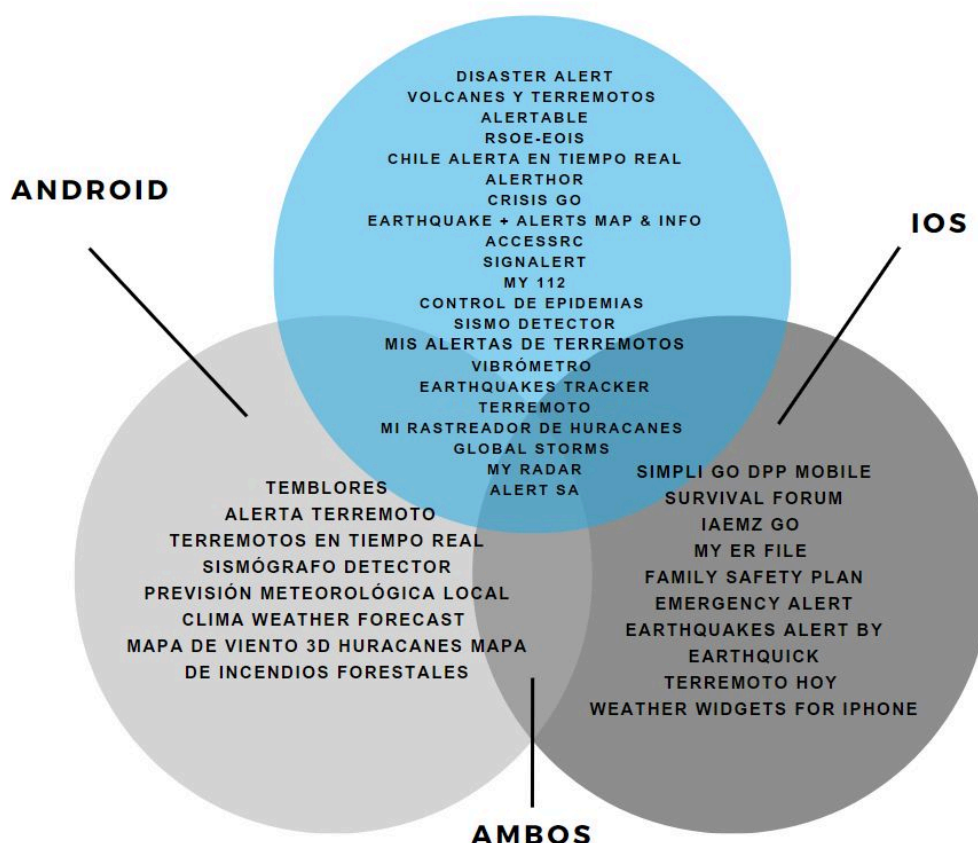 DISASTER ALERT
VOLCANES Y TERREMOTOS
ALERTABLE
RSOE-EOIS
CHILE ALERTA EN TIEMPO REAL
ALERTHOR
CRISIS GO
EARTHQUAKE + ALERTS MAP & INFO
ACCESSRC
SIGNALERT
MY 112
CONTROL DE EPIDEMIAS
SISMO DETECTOR
MIS ALERTAS DE TERREMOTOS
VIBRÓMETRO
EARTHQUAKES TRACKER
TERREMOTO
MI RASTREADOR DE HURACANES
GLOBAL STORMS
MY RADAR
ALERT SA
ANDROID
TEMBLORES
ALERTA TERREMOTO
TERREMOTOS EN TIEMPO REAL
SISMÓGRAFO DETECTOR
PREVISIÓN METEOROLÓGICA LOCAL
CLIMA WEATHER FORECAST
MAPA DE VIENTO 3D HURACANES MAPA
DE INCENDIOS FORESTALES
IOS
SIMPLI GO DPP MOBILE
SURVIVAL FORUM
IAEMZ GO
MY ER FILE
FAMILY SAFETY PLAN
EMERGENCY ALERT
EARTHQUAKES ALERT BY
EARTHQUICK
TERREMOTO HOY
WEATHER WIDGETS FOR IPHONE
AMBOS